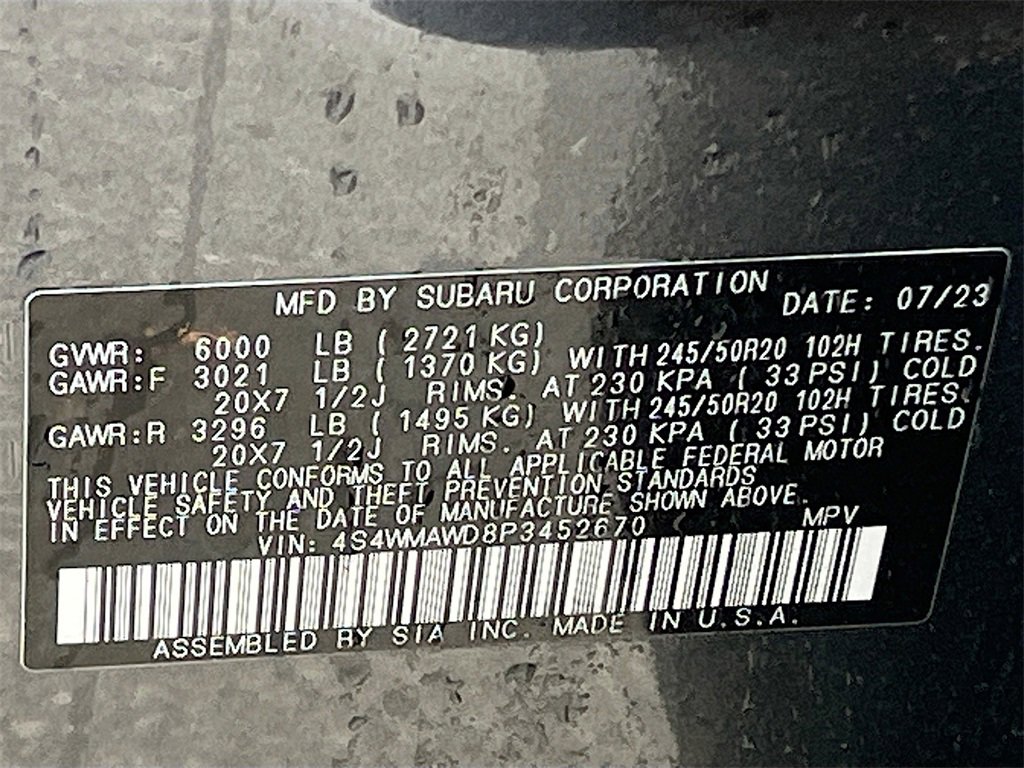 MFD BY SUBARU CORPORATION DATE: 07/23
GVWR: 6000 LB ( 2721 KG)
GAWR:F 3021 LB ( 1370 KG) WITH 245/50R20 102H TIRES.
20X7 1/2J RIMS. AT 230 KPA ( 33 PSI) COLD
GAWR:R 3296 LB ( 1495 KG) WITH 245/50R20 102H TIRES.
20X7 1/2J RIMS. AT 230 KPA ( 33 PSI) COLD
THIS VEHICLE CONFORMS TO ALL APPLICABLE FEDERAL MOTOR
VEHICLE SAFETY AND THEFT PREVENTION STANDARDS
IN EFFECT ON THE DATE OF MANUFACTURE SHOWN ABOVE.
VIN: 4S4WMAWD8P3452670 MPV
ASSEMBLED BY SIA INC. MADE IN U.S.A.